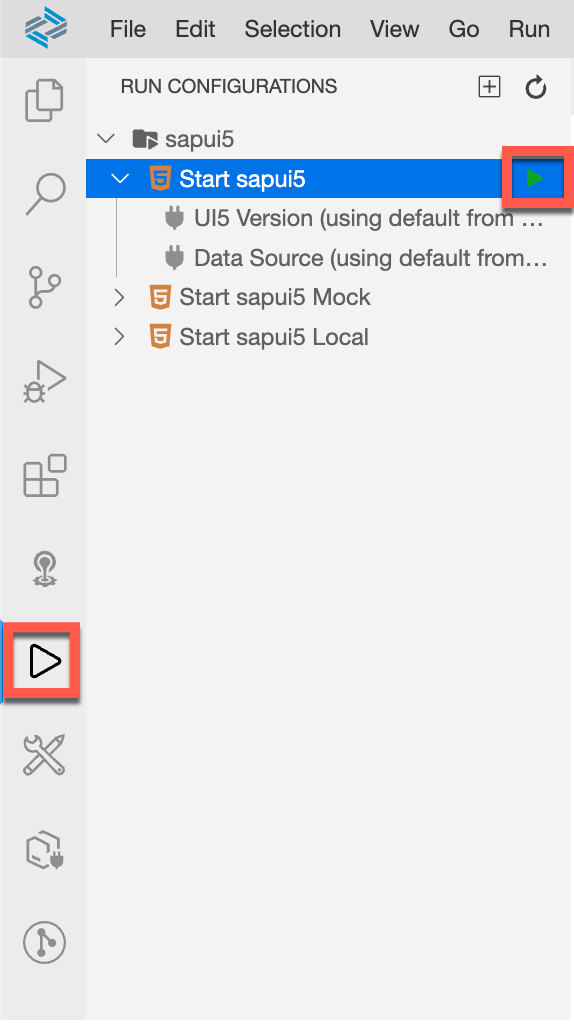 File Edit Selection View Go Run
RUN CONFIGURATIONS
sapui5
Start sapui5
UI5 Version (using default from ...
Data Source (using default from...
Start sapui5 Mock
Start sapui5 Local